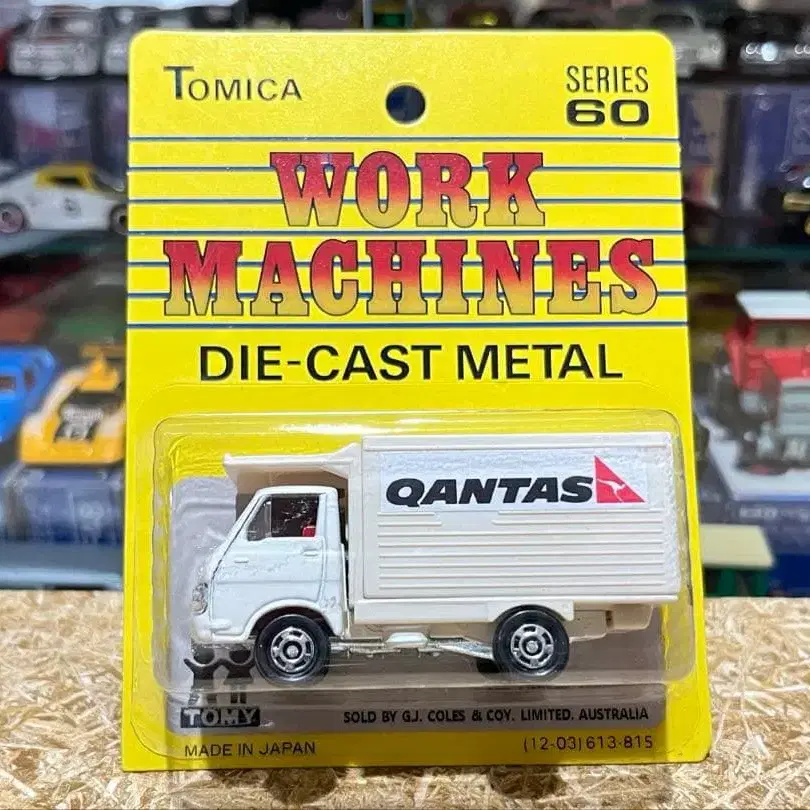 TOMICA
SERIES
60
WORK
MACHINES
DIE-CAST METAL
QANTAS
TOMY
SOLD BY G.J. COLES & COY. LIMITED. AUSTRALIA
MADE IN JAPAN
(12-03) 613-815